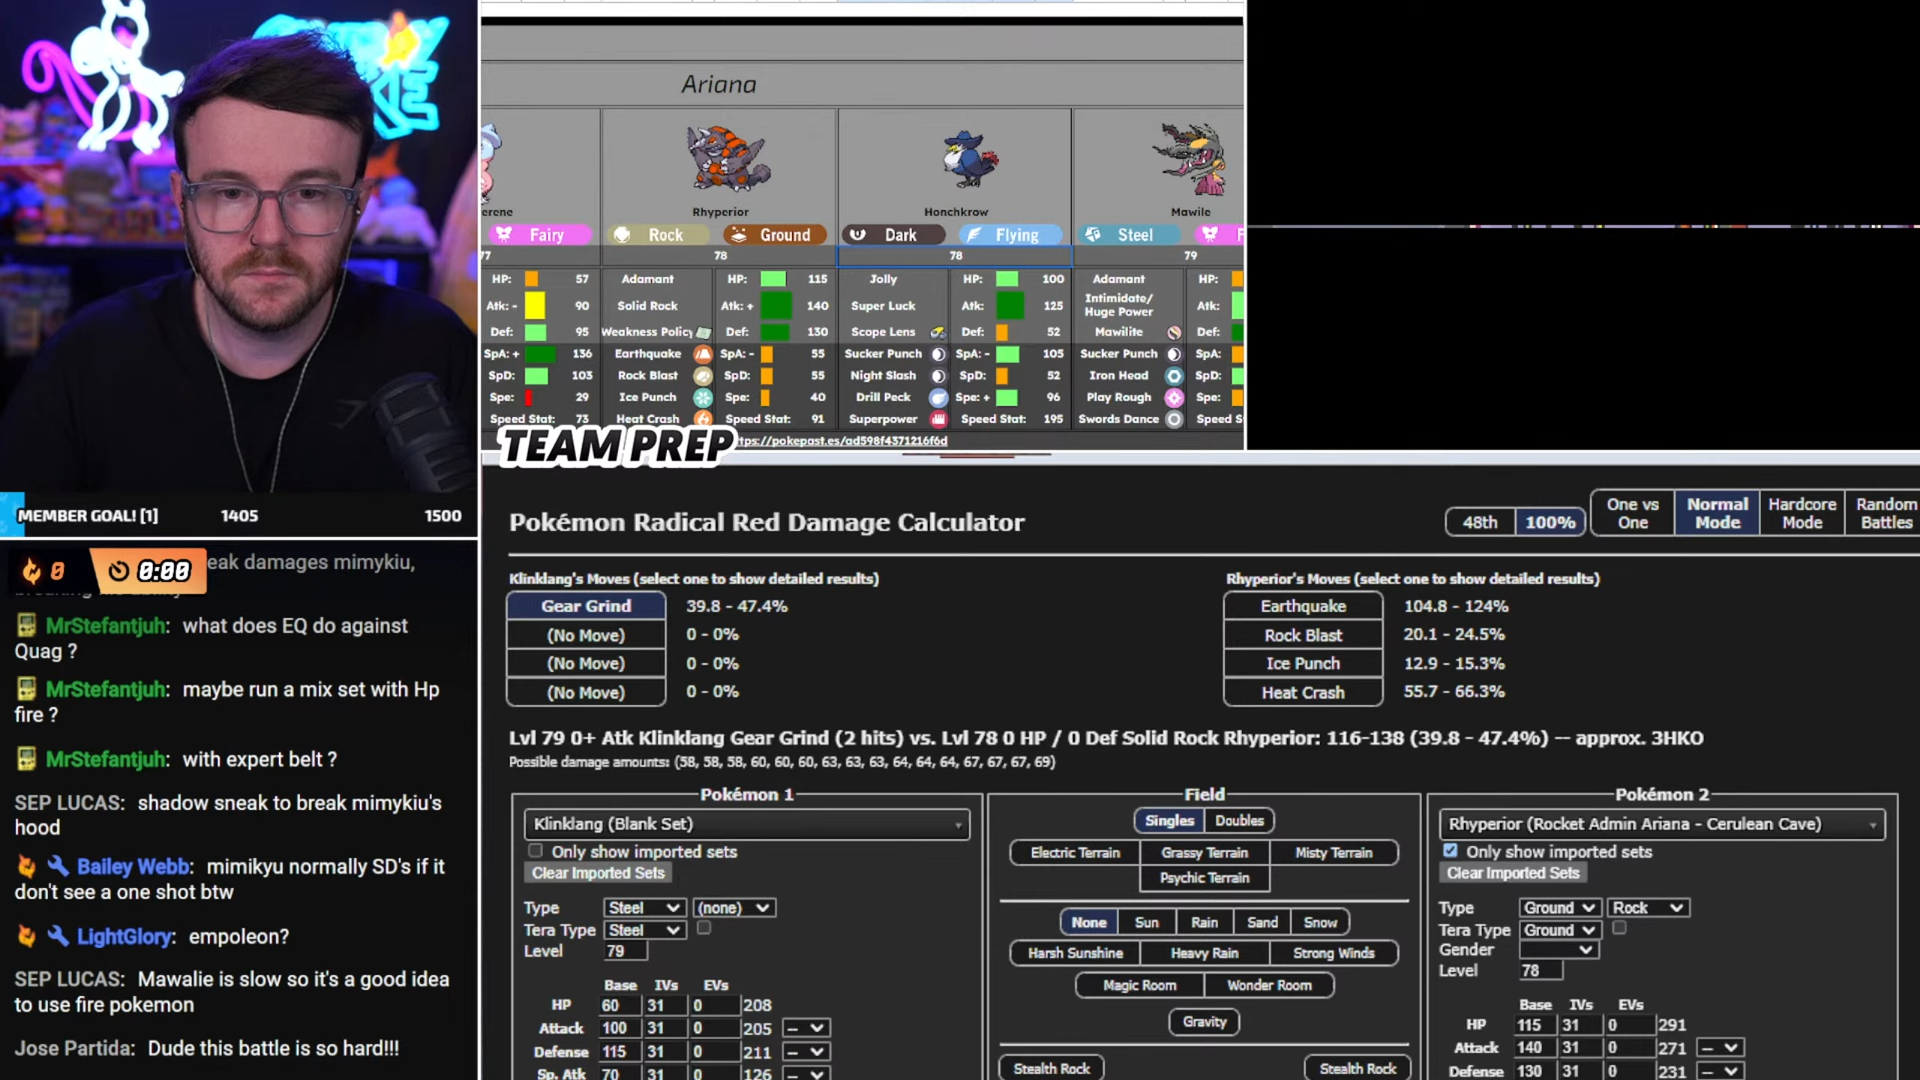 Ariana
erene
Rhyperior
Honchkrow
Mawile
Fairy
Rock
Ground
Dark
Flying
Steel
F
77
78
78
79
HP: 57 Adamant HP: 115 Jolly HP: 100 Adamant HP:
Atk: - 90 Solid Rock Atk: + 140 Super Luck Atk: 125 Intimidate/ Huge Power Atk:
Def: 95 Weakness Policy Def: 130 Scope Lens Def: 52 Mawilite Def:
SpA: + 136 Earthquake SpA: - 55 Sucker Punch SpA: - 105 Sucker Punch SpA:
SpD: 103 Rock Blast SpD: 55 Night Slash SpD: 52 Iron Head SpD:
Spe: 29 Ice Punch Spe: 40 Drill Peck Spe: + 96 Play Rough Spe:
Speed Stat: 73 Heat Crash Speed Stat: 91 Superpower Speed Stat: 195 Swords Dance Speed S
TEAM PREP
ttps://pokepast.es/ad598f4371216f6d
MEMBER GOAL! [1] 1405 1500
0 0:00
eak damages mimykiu,
MrStefantjuh: what does EQ do against
Quag ?
MrStefantjuh: maybe run a mix set with Hp
fire ?
MrStefantjuh: with expert belt ?
SEP LUCAS: shadow sneak to break mimykiu's
hood
Bailey Webb: mimikyu normally SD's if it
don't see a one shot btw
LightGlory: empoleon?
SEP LUCAS: Mawalie is slow so it's a good idea
to use fire pokemon
Jose Partida: Dude this battle is so hard!!!
Pokémon Radical Red Damage Calculator
48th 100%
One vs One
Normal Mode
Hardcore Mode
Random Battles
Klinklang's Moves (select one to show detailed results)
Gear Grind 39.8 - 47.4%
(No Move) 0 - 0%
(No Move) 0 - 0%
(No Move) 0 - 0%
Rhyperior's Moves (select one to show detailed results)
Earthquake 104.8 - 124%
Rock Blast 20.1 - 24.5%
Ice Punch 12.9 - 15.3%
Heat Crash 55.7 - 66.3%
Lvl 79 0+ Atk Klinklang Gear Grind (2 hits) vs. Lvl 78 0 HP / 0 Def Solid Rock Rhyperior: 116-138 (39.8 - 47.4%) -- approx. 3HKO
Possible damage amounts: (58, 58, 58, 60, 60, 60, 63, 63, 63, 64, 64, 64, 67, 67, 67, 69)
Pokémon 1
Klinklang (Blank Set)
Only show imported sets
Clear Imported Sets
Type Steel (none)
Tera Type Steel
Level 79
Base IVs EVs
HP 60 31 0 208
Attack 100 31 0 205 --
Defense 115 31 0 211 --
Sp. Atk 70 31 0 126 --
Field
Singles Doubles
Electric Terrain Grassy Terrain Misty Terrain
Psychic Terrain
None Sun Rain Sand Snow
Harsh Sunshine Heavy Rain Strong Winds
Magic Room Wonder Room
Gravity
Stealth Rock Stealth Rock
Pokémon 2
Rhyperior (Rocket Admin Ariana - Cerulean Cave)
Only show imported sets
Clear Imported Sets
Type Ground Rock
Tera Type Ground
Gender
Level 78
Base IVs EVs
HP 115 31 0 291
Attack 140 31 0 271 --
Defense 130 31 0 231 --